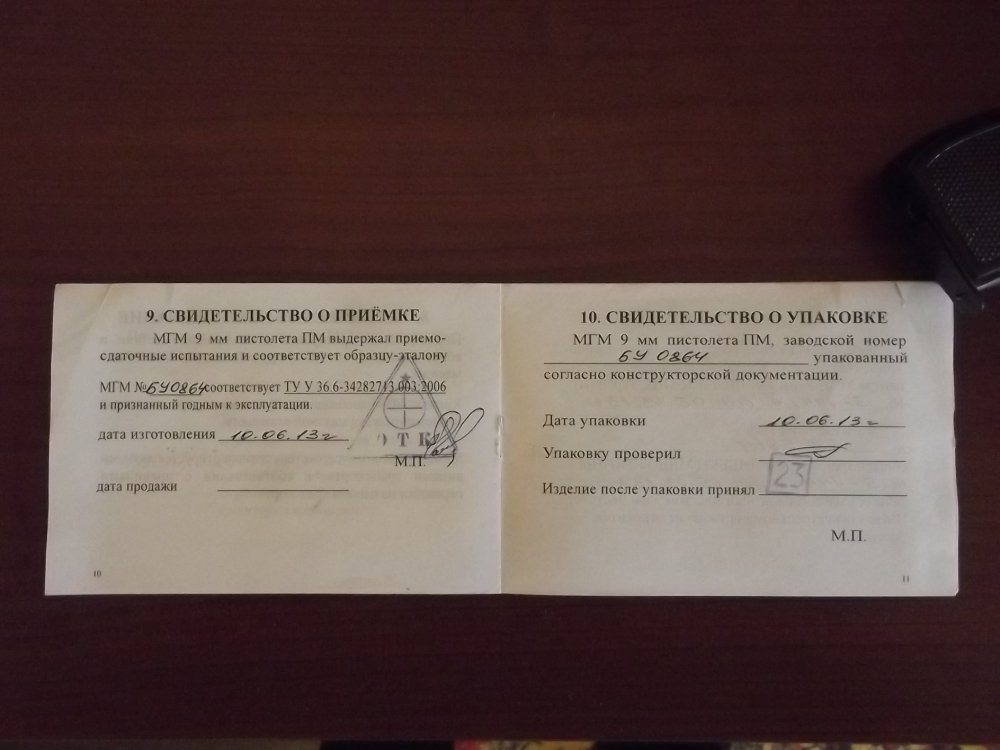 9. СВИДЕТЕЛЬСТВО О ПРИЁМКЕ
МГМ 9 мм пистолета ПМ выдержал приемо-
сдаточные испытания и соответствует образцу-эталону
МГМ № БУ0864 соответствует ТУ У 36.6-34282713.003:2006
и признанный годным к эксплуатации.
дата изготовления 10.06.13г
ОТК
М.П.
дата продажи
10
10. СВИДЕТЕЛЬСТВО О УПАКОВКЕ
МГМ 9 мм пистолета ПМ, заводской номер
БУ 0864 упакованный
согласно конструкторской документации.
Дата упаковки 10.06.13г
Упаковку проверил
23
Изделие после упаковки принял
М.П.
11